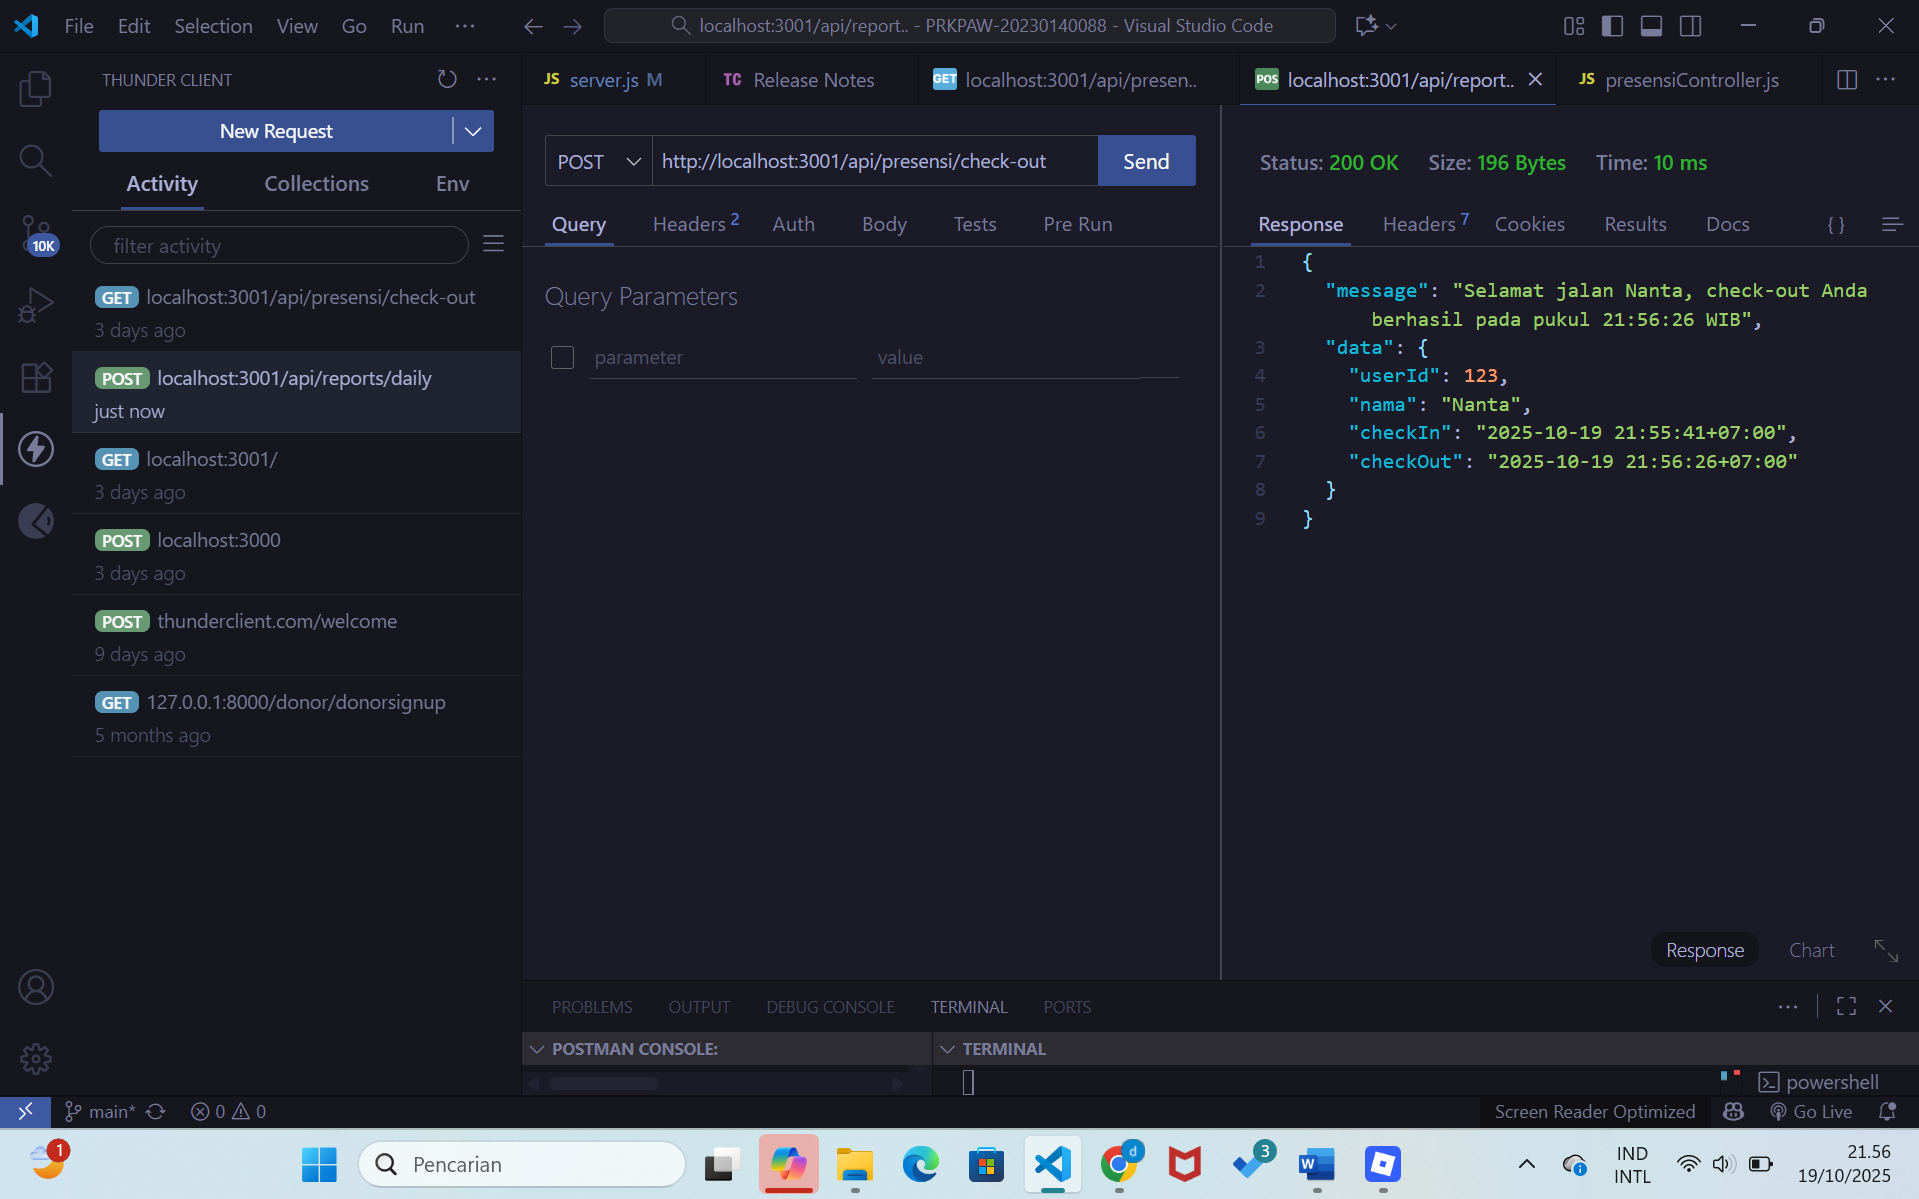 File Edit Selection View Go Run ···
localhost:3001/api/report.. - PRKPAW-20230140088 - Visual Studio Code
THUNDER CLIENT
New Request
Activity Collections Env
filter activity
GET localhost:3001/api/presensi/check-out
3 days ago
POST localhost:3001/api/reports/daily
just now
GET localhost:3001/
3 days ago
POST localhost:3000
3 days ago
POST thunderclient.com/welcome
9 days ago
GET 127.0.0.1:8000/donor/donorsignup
5 months ago
10K
JS server.js M
TC Release Notes
GET localhost:3001/api/presen..
POS localhost:3001/api/report..
JS presensiController.js
POST http://localhost:3001/api/presensi/check-out Send
Query Headers 2 Auth Body Tests Pre Run
Query Parameters
parameter value
Status: 200 OK Size: 196 Bytes Time: 10 ms
Response Headers 7 Cookies Results Docs { }
1 {
2 "message": "Selamat jalan Nanta, check-out Anda
berhasil pada pukul 21:56:26 WIB",
3 "data": {
4 "userId": 123,
5 "nama": "Nanta",
6 "checkIn": "2025-10-19 21:55:41+07:00",
7 "checkOut": "2025-10-19 21:56:26+07:00"
8 }
9 }
Response Chart
PROBLEMS OUTPUT DEBUG CONSOLE TERMINAL PORTS
POSTMAN CONSOLE:
TERMINAL
powershell
main* 0 0
Screen Reader Optimized Go Live
1
Pencarian
d
3
W
IND
INTL
21.56
19/10/2025